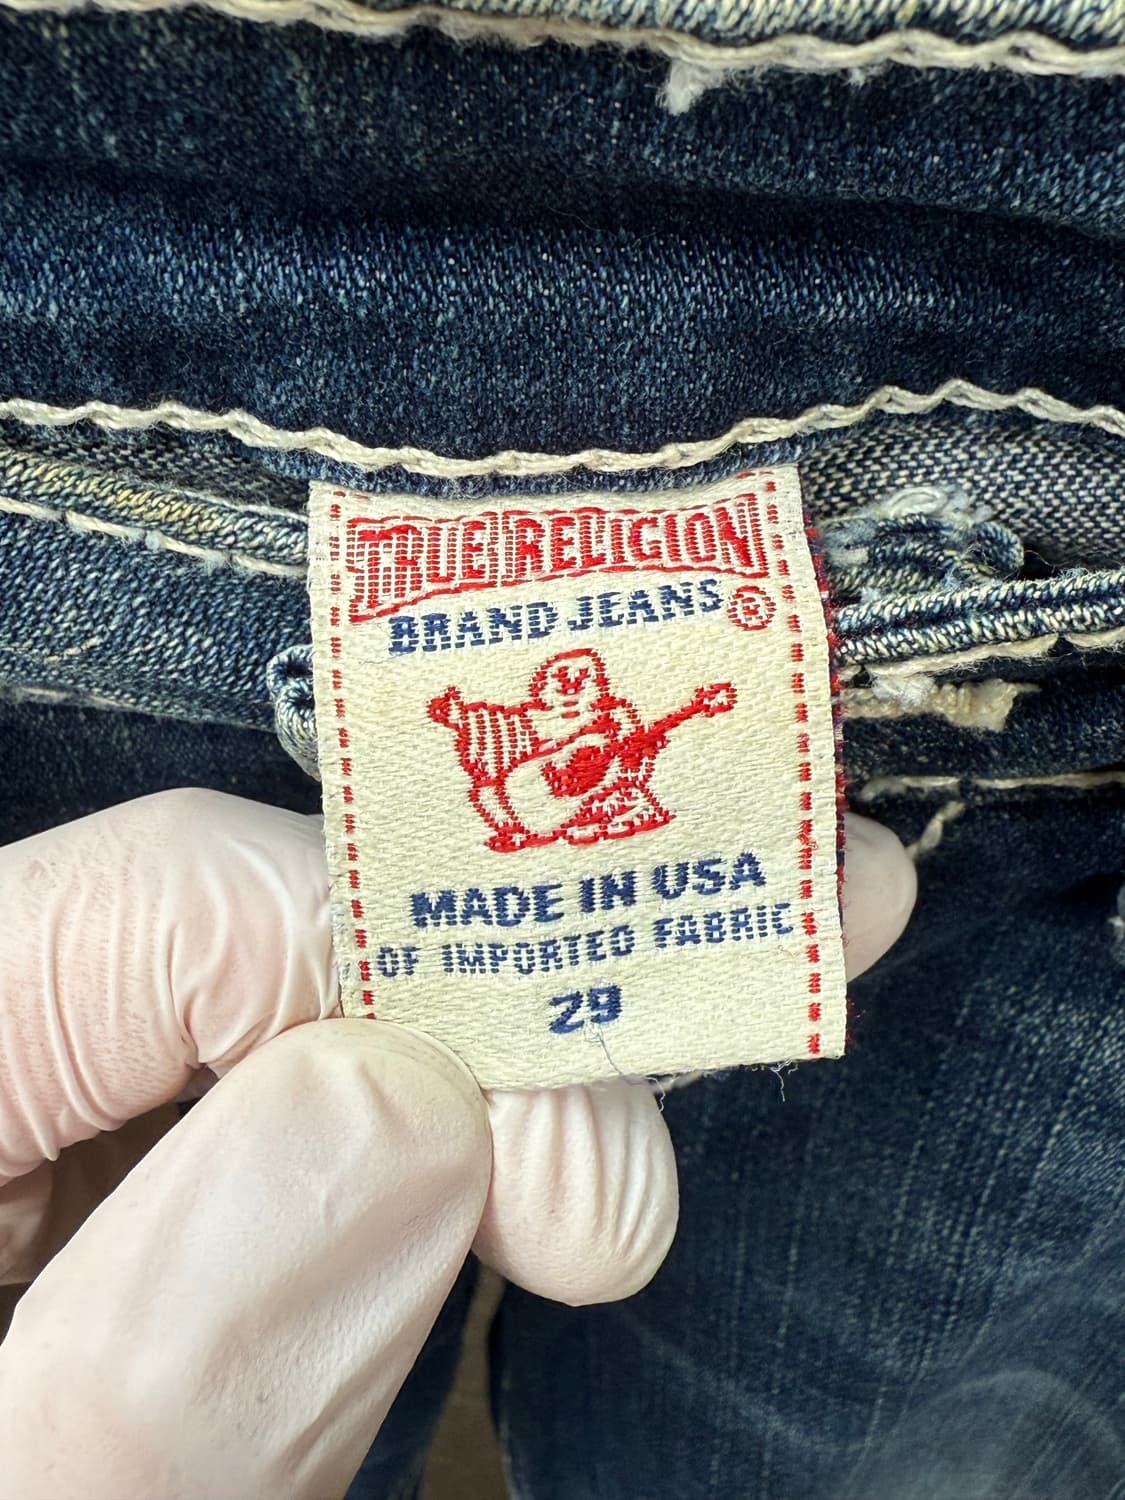 TRUE RELIGION
BRAND JEANS ®
MADE IN USA
OF IMPORTED FABRIC
29